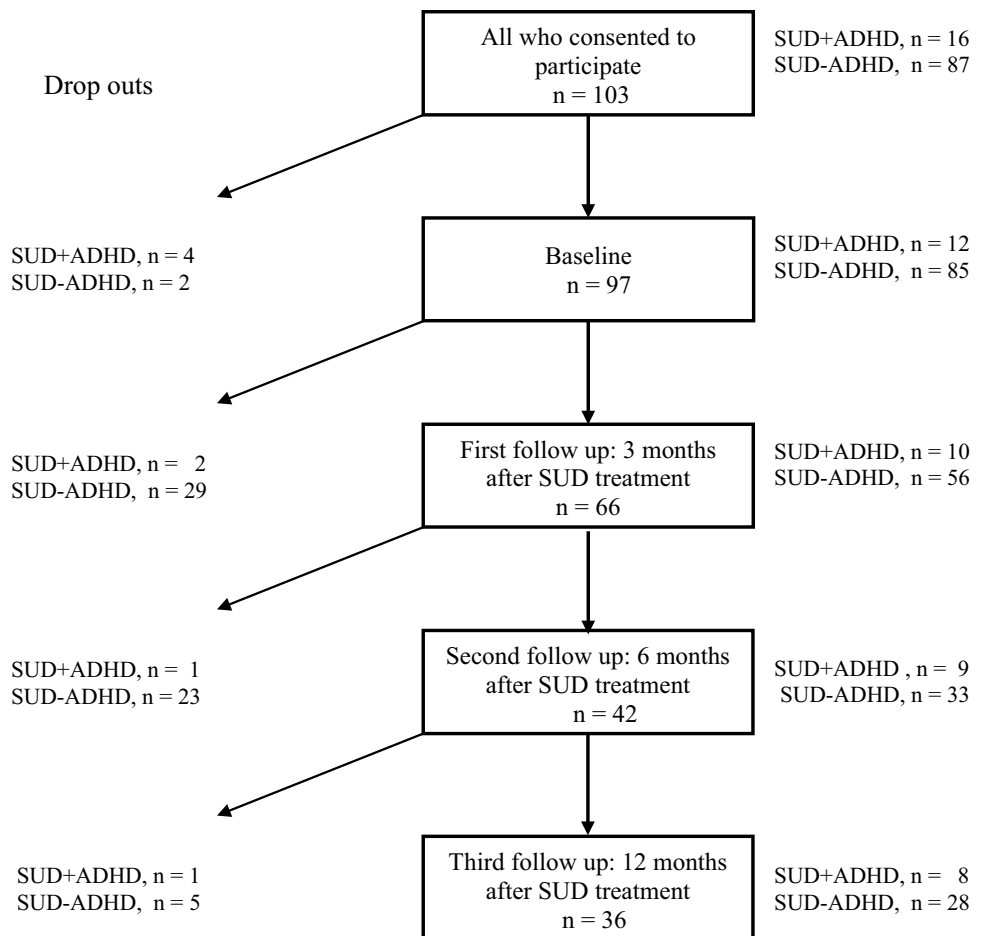 All who consented to
participate
n = 103
SUD+ADHD, n = 16
SUD-ADHD, n = 87
Drop outs
SUD+ADHD, n = 4
SUD-ADHD, n = 2
Baseline
n = 97
SUD+ADHD, n = 12
SUD-ADHD, n = 85
SUD+ADHD, n = 2
SUD-ADHD, n = 29
First follow up: 3 months
after SUD treatment
n = 66
SUD+ADHD, n = 10
SUD-ADHD, n = 56
SUD+ADHD, n = 1
SUD-ADHD, n = 23
Second follow up: 6 months
after SUD treatment
n = 42
SUD+ADHD , n = 9
SUD-ADHD, n = 33
SUD+ADHD, n = 1
SUD-ADHD, n = 5
Third follow up: 12 months
after SUD treatment
n = 36
SUD+ADHD, n = 8
SUD-ADHD, n = 28